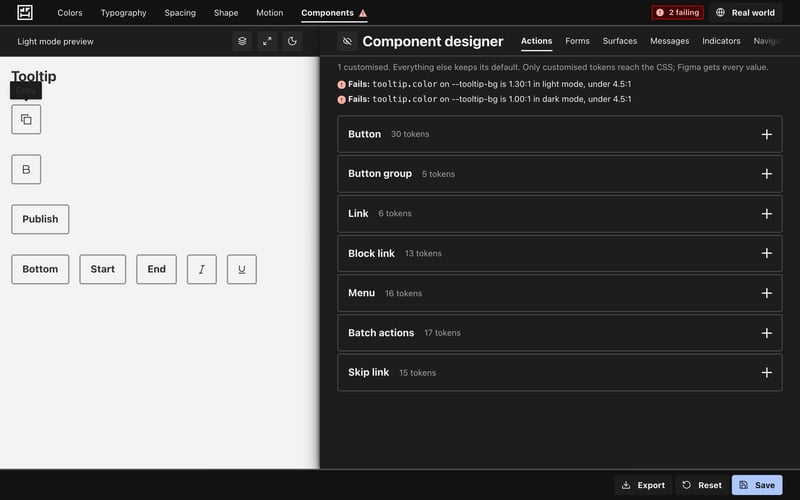 Colors Typography Spacing Shape Motion Components 2 failing Real world
Light mode preview
Component designer Actions Forms Surfaces Messages Indicators Naviga
1 customised. Everything else keeps its default. Only customised tokens reach the CSS; Figma gets every value.
Fails: tooltip.color on --tooltip-bg is 1.30:1 in light mode, under 4.5:1
Fails: tooltip.color on --tooltip-bg is 1.00:1 in dark mode, under 4.5:1
Tooltip
Copy
B
Publish
Bottom Start End I U
Button 30 tokens
Button group 5 tokens
Link 6 tokens
Block link 13 tokens
Menu 16 tokens
Batch actions 17 tokens
Skip link 15 tokens
Export Reset Save